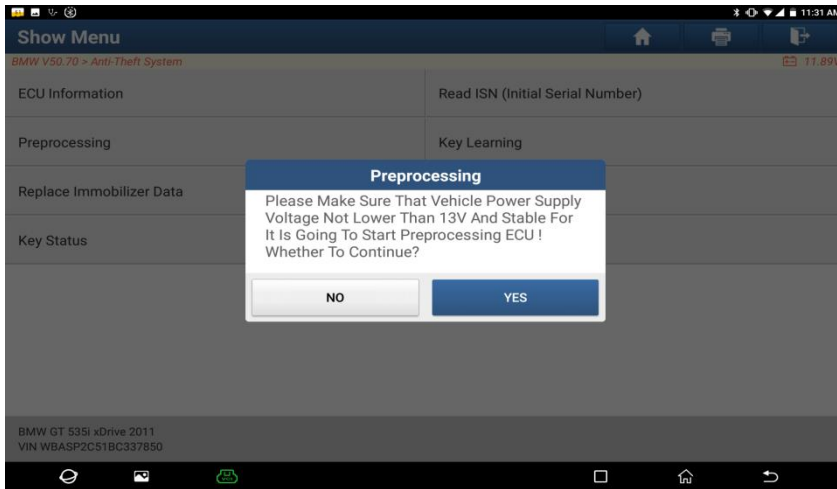 11:31 AM
Show Menu
BMW V50.70 > Anti-Theft System
11.89V
ECU Information
Read ISN (Initial Serial Number)
Preprocessing
Key Learning
Preprocessing
Replace Immobilizer Data
Please Make Sure That Vehicle Power Supply
Voltage Not Lower Than 13V And Stable For
It Is Going To Start Preprocessing ECU !
Whether To Continue?
Key Status
NO
YES
BMW GT 535i xDrive 2011
VIN WBASP2C51BC337850